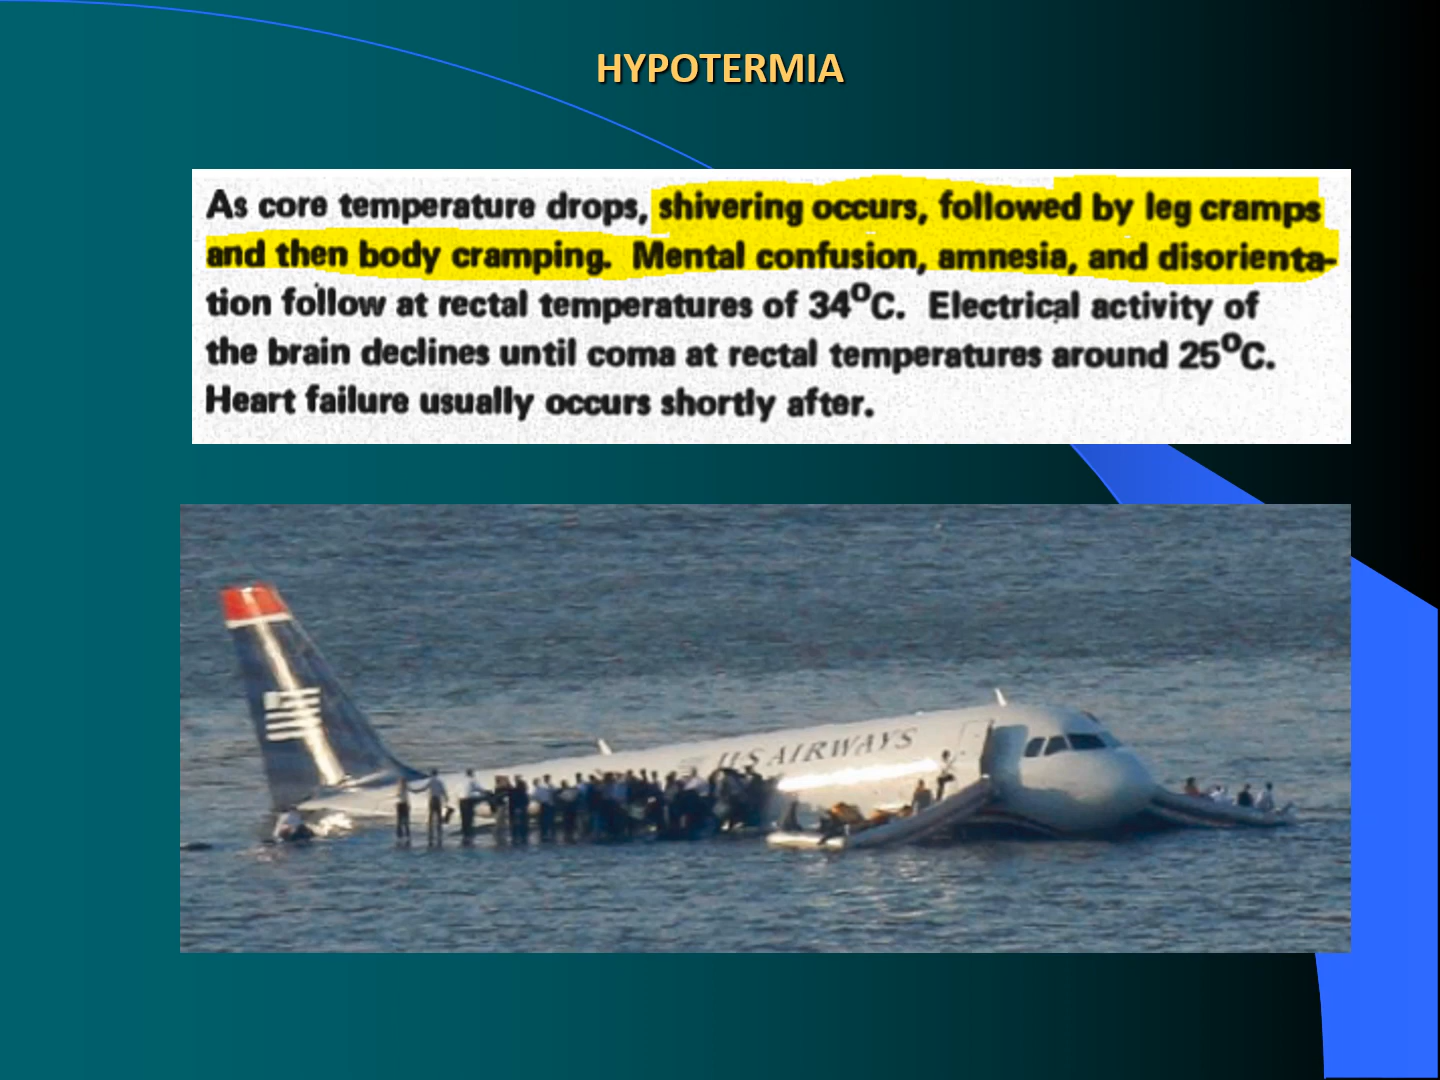 HYPOTERMIA
As core temperature drops, shivering occurs, followed by leg cramps
and then body cramping. Mental confusion, amnesia, and disorienta-
tion follow at rectal temperatures of 34°C. Electrical activity of
the brain declines until coma at rectal temperatures around 25°C.
Heart failure usually occurs shortly after.
US AIRWAYS